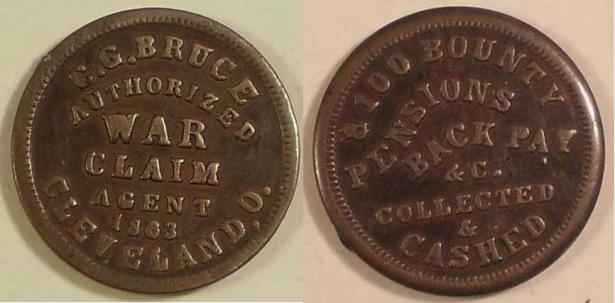 C.G. BRUCE
AUTHORIZED
WAR
CLAIM
AGENT
1863
CLEVELAND, O.
$100 BOUNTY
PENSIONS
BACK PAY
&C.
COLLECTED
&
CASHED